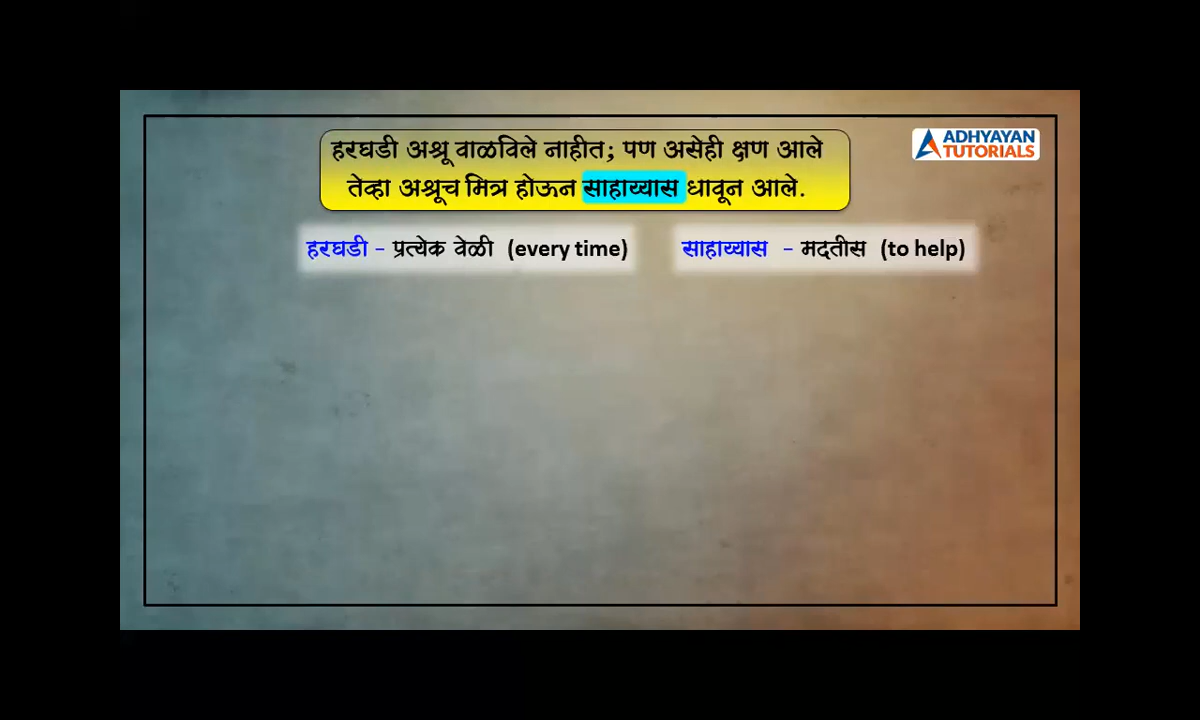 हरघडी अश्रू वाळविले नाहीत; पण असेही क्षण आले
तेव्हा अश्रूच मित्र होऊन साहाय्यास धावून आले.
ADHYAYAN
TUTORIALS
हरघडी - प्रत्येक वेळी (every time)
साहाय्यास - मदतीस (to help)